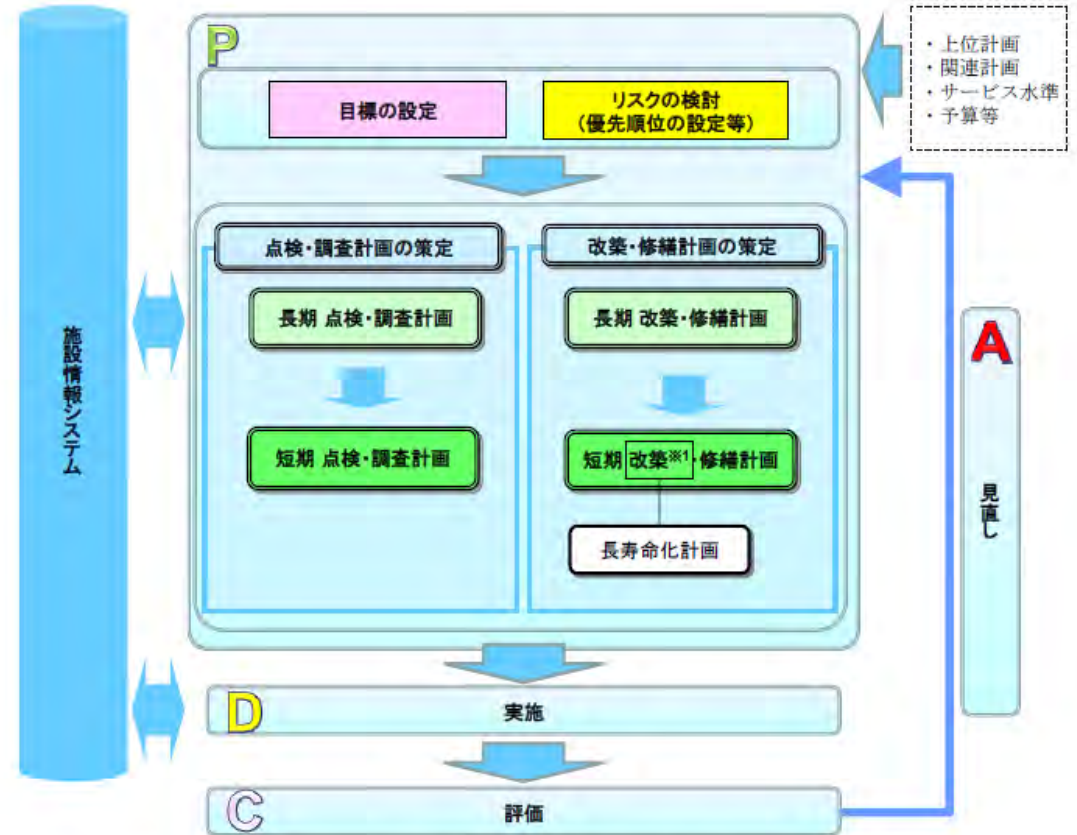 P
・上位計画
・関連計画
・サービス水準
・予算等
目標の設定
リスクの検討
(優先順位の設定等)
点検・調査計画の策定
改築・修繕計画の策定
長期 点検・調査計画
長期 改築・修繕計画
短期 点検・調査計画
短期 改築※1・修繕計画
長寿命化計画
施設情報システム
A
見直し
D
実施
C
評価